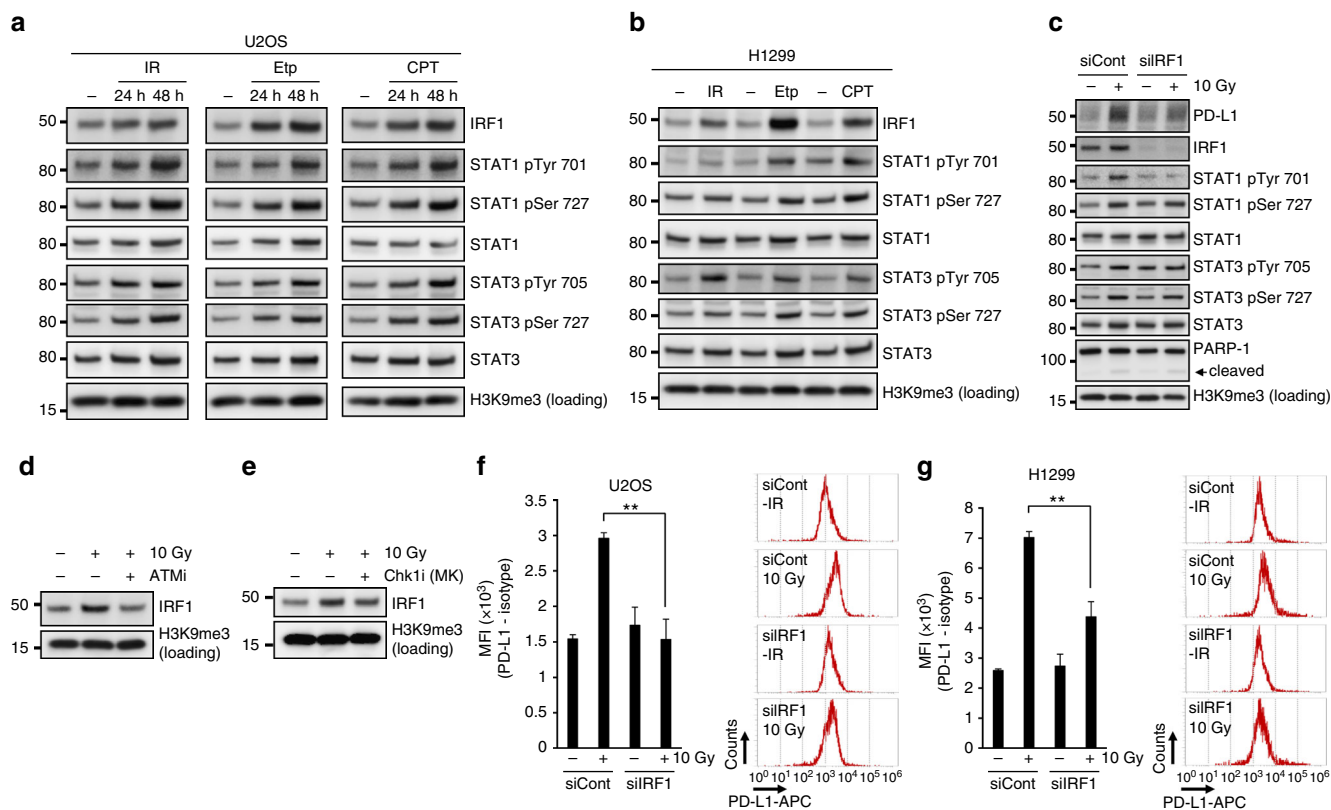 a
U2OS
IR Etp CPT
– 24 h 48 h – 24 h 48 h – 24 h 48 h
50 IRF1
80 STAT1 pTyr 701
80 STAT1 pSer 727
80 STAT1
80 STAT3 pTyr 705
80 STAT3 pSer 727
80 STAT3
15 H3K9me3 (loading)
b
H1299
– IR – Etp – CPT
50 IRF1
80 STAT1 pTyr 701
80 STAT1 pSer 727
80 STAT1
80 STAT3 pTyr 705
80 STAT3 pSer 727
80 STAT3
15 H3K9me3 (loading)
c
siCont siIRF1
– + – + 10 Gy
50 PD-L1
50 IRF1
80 STAT1 pTyr 701
80 STAT1 pSer 727
80 STAT1
80 STAT3 pTyr 705
80 STAT3 pSer 727
80 STAT3
100 PARP-1
cleaved
15 H3K9me3 (loading)
d
– + + 10 Gy
– – + ATMi
50 IRF1
15 H3K9me3
(loading)
e
– + + 10 Gy
– – + Chk1i (MK)
50 IRF1
15 H3K9me3
(loading)
f
U2OS
**
MFI (×10³)
(PD-L1 - isotype)
3.5
3
2.5
2
1.5
1
0.5
0
– + – + 10 Gy
siCont siIRF1
siCont
-IR
siCont
10 Gy
siIRF1
-IR
siIRF1
10 Gy
Counts
10⁰ 10¹ 10² 10³ 10⁴ 10⁵ 10⁶
PD-L1-APC
g
H1299
**
MFI (×10³)
(PD-L1 - isotype)
8
7
6
5
4
3
2
1
0
– + – + 10 Gy
siCont siIRF1
siCont
-IR
siCont
10 Gy
siIRF1
-IR
siIRF1
10 Gy
Counts
10⁰ 10¹ 10² 10³ 10⁴ 10⁵ 10⁶
PD-L1-APC